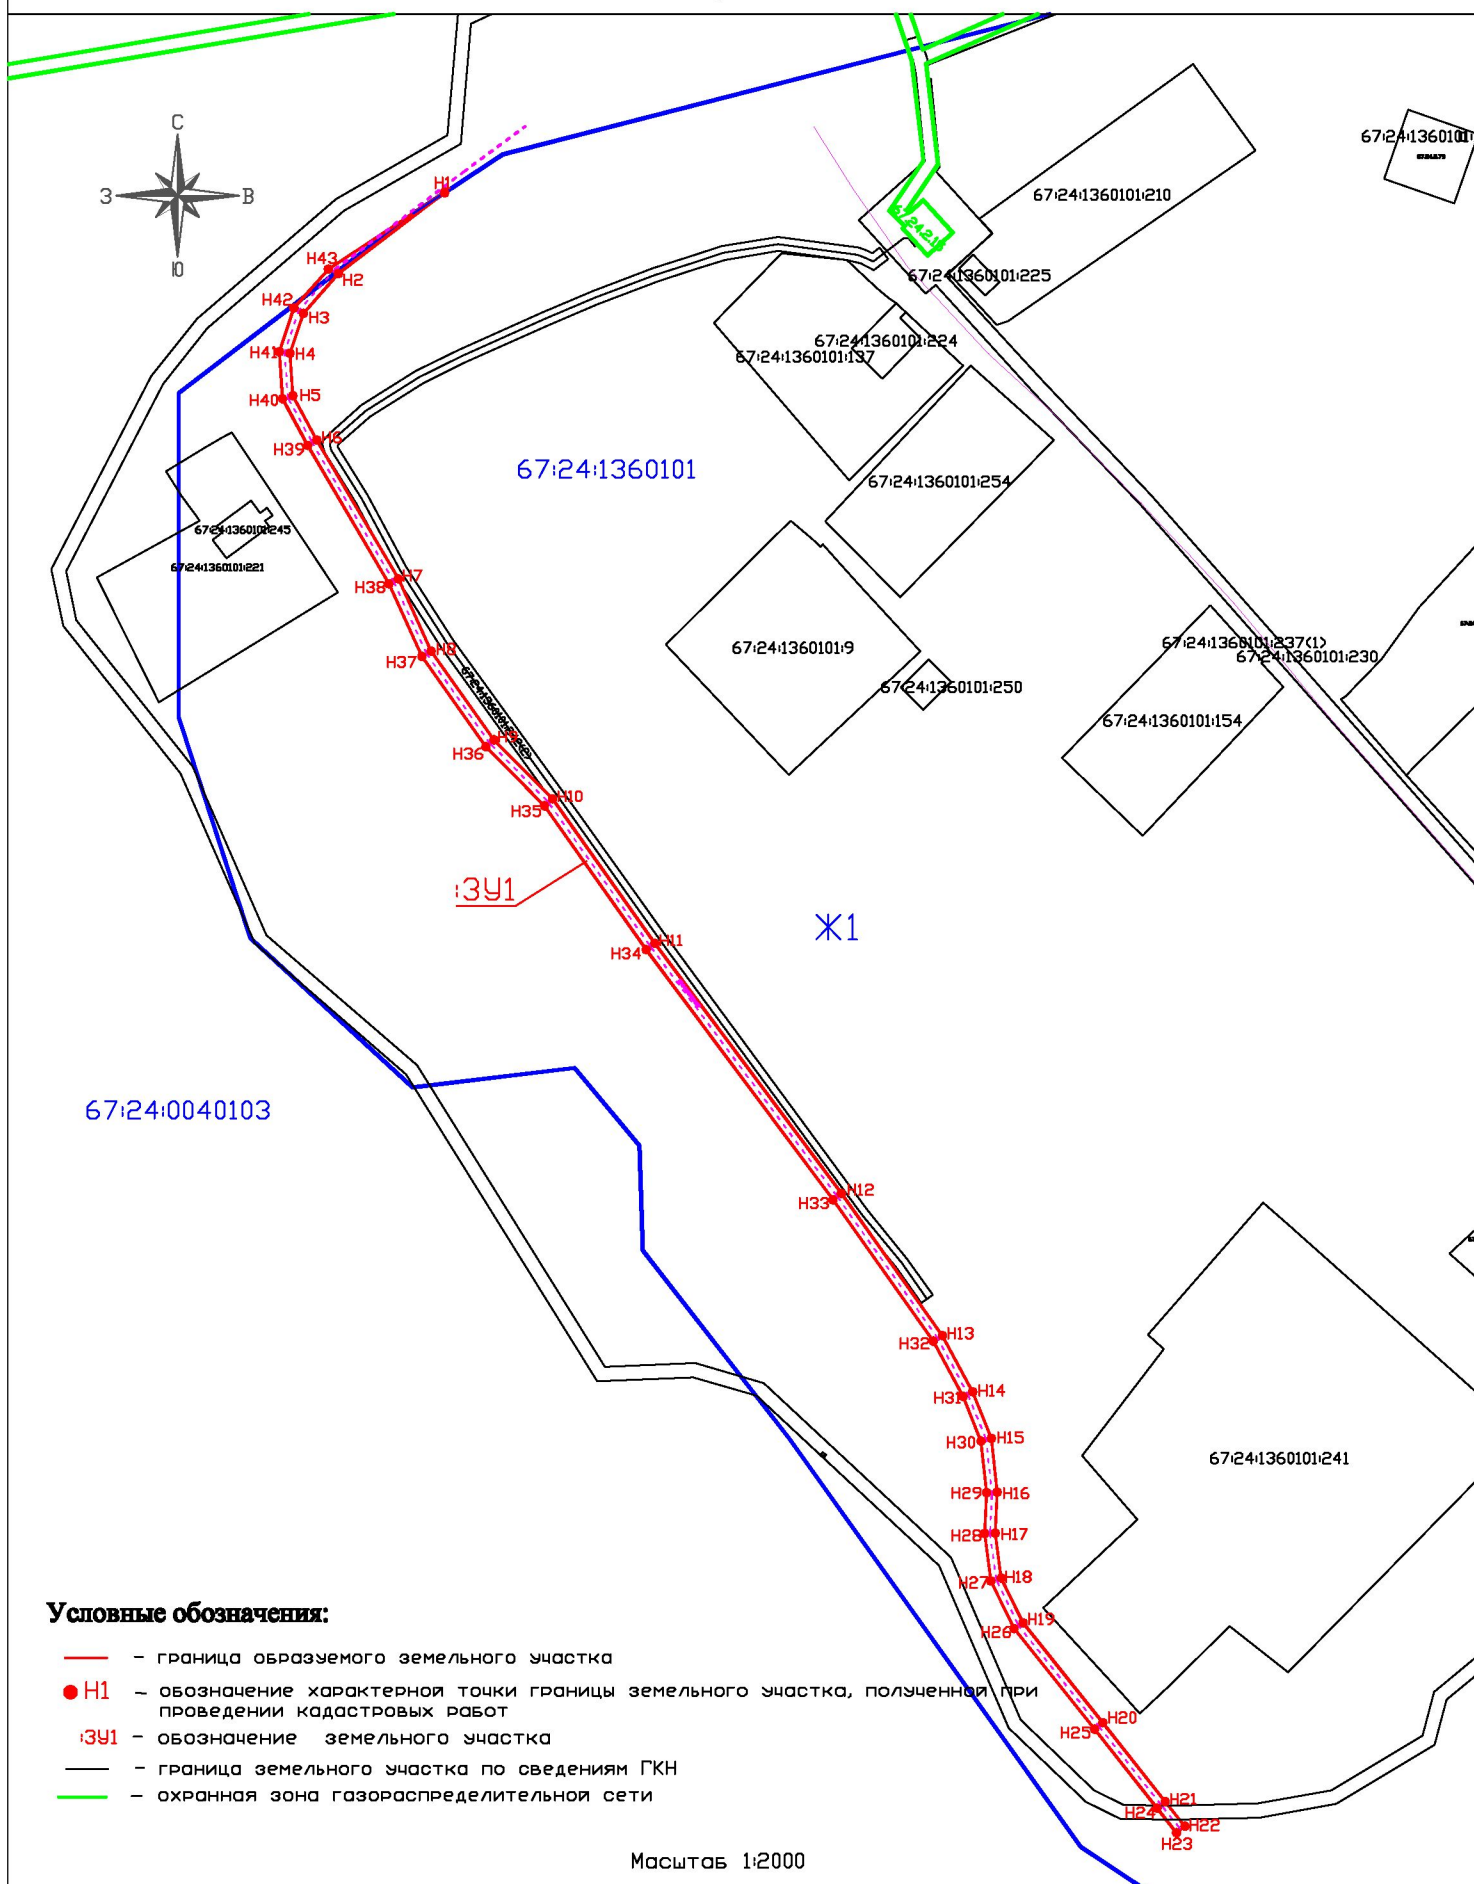 С
З
В
Ю
Н1
Н43
Н2
Н42
Н3
Н41
Н4
Н40
Н5
Н39
Н6
Н38
Н7
Н37
Н8
Н36
Н9
Н35
Н10
:ЗУ1
Н34
Н11
Н33
Н12
Н32
Н13
Н31
Н14
Н30
Н15
Н29
Н16
Н28
Н17
Н27
Н18
Н26
Н19
Н25
Н20
Н24
Н21
Н22
Н23
67:24:1360101:210
67:24:1360101:225
67:24:1360101:224
67:24:1360101:137
67:24:1360101
67:24:1360101:254
67:24:1360101:245
67:24:1360101:221
67:24:1360101:9
67:24:1360101:250
67:24:1360101:237(1)
67:24:1360101:230
67:24:1360101:154
Ж1
67:24:0040103
67:24:1360101:241
Условные обозначения:
- граница образуемого земельного участка
Н1 - обозначение характерной точки границы земельного участка, полученной при
проведении кадастровых работ
:ЗУ1 - обозначение земельного участка
- граница земельного участка по сведениям ГКН
- охранная зона газораспределительной сети
Масштаб 1:2000